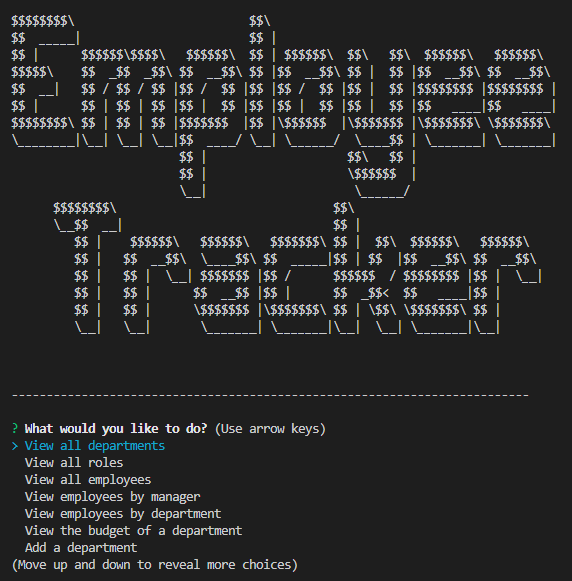 Employee
Tracker
--------------------------------------------------------------------------
? What would you like to do? (Use arrow keys)
> View all departments
View all roles
View all employees
View employees by manager
View employees by department
View the budget of a department
Add a department
(Move up and down to reveal more choices)